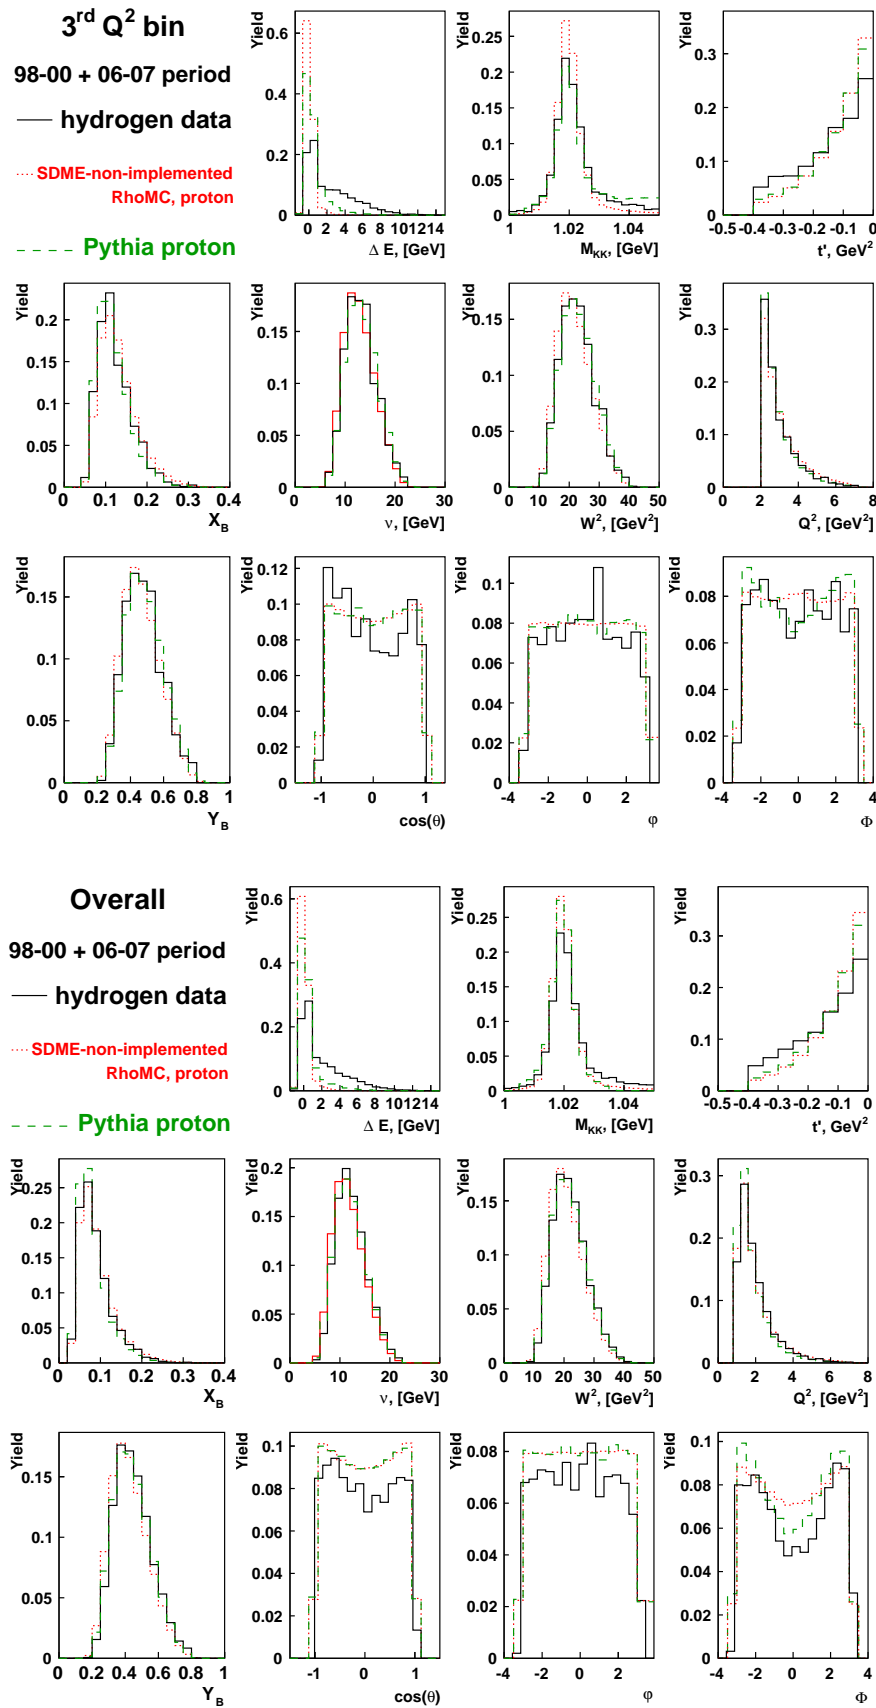 3rd Q2 bin
98-00 + 06-07 period
hydrogen data
SDME-non-implemented
RhoMC, proton
Pythia proton
Yield
0.6
0.4
0.2
0
0 2 4 6 8 10 12 14
Δ E, [GeV]
Yield
0.25
0.2
0.15
0.1
0.05
0
1 1.02 1.04
MKK, [GeV]
Yield
0.3
0.2
0.1
0
-0.5 -0.4 -0.3 -0.2 -0.1 0
t', GeV2
Yield
0.2
0.15
0.1
0.05
0
0 0.1 0.2 0.3 0.4
XB
Yield
0.15
0.1
0.05
0
0 10 20 30
ν, [GeV]
Yield
0.15
0.1
0.05
0
0 10 20 30 40 50
W2, [GeV2]
Yield
0.3
0.2
0.1
0
0 2 4 6 8
Q2, [GeV2]
Yield
0.15
0.1
0.05
0
0 0.2 0.4 0.6 0.8 1
YB
Yield
0.12
0.1
0.08
0.06
0.04
0.02
0
-1 0 1
cos(θ)
Yield
0.1
0.08
0.06
0.04
0.02
0
-4 -2 0 2
φ
Yield
0.08
0.06
0.04
0.02
0
-4 -2 0 2 4
Φ
Overall
98-00 + 06-07 period
hydrogen data
SDME-non-implemented
RhoMC, proton
Pythia proton
Yield
0.6
0.4
0.2
0
0 2 4 6 8 10 12 14
Δ E, [GeV]
Yield
0.25
0.2
0.15
0.1
0.05
0
1 1.02 1.04
MKK, [GeV]
Yield
0.3
0.2
0.1
0
-0.5 -0.4 -0.3 -0.2 -0.1 0
t', GeV2
Yield
0.25
0.2
0.15
0.1
0.05
0
0 0.1 0.2 0.3 0.4
XB
Yield
0.2
0.15
0.1
0.05
0
0 10 20 30
ν, [GeV]
Yield
0.15
0.1
0.05
0
0 10 20 30 40 50
W2, [GeV2]
Yield
0.3
0.2
0.1
0
0 2 4 6 8
Q2, [GeV2]
Yield
0.15
0.1
0.05
0
0 0.2 0.4 0.6 0.8 1
YB
Yield
0.1
0.08
0.06
0.04
0.02
0
-1 0 1
cos(θ)
Yield
0.08
0.06
0.04
0.02
0
-4 -2 0 2
φ
Yield
0.1
0.08
0.06
0.04
0.02
0
-4 -2 0 2 4
Φ